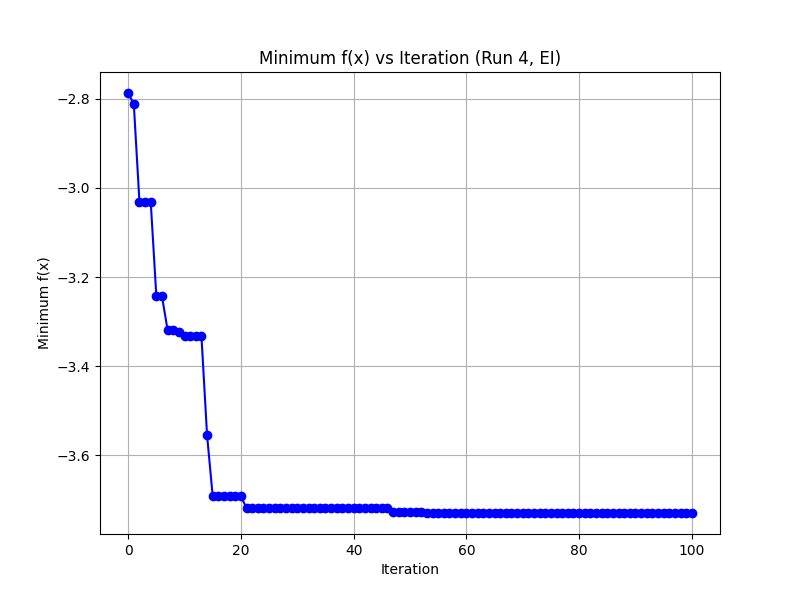 Minimum f(x) vs Iteration (Run 4, EI)
Minimum f(x)
−2.8
−3.0
−3.2
−3.4
−3.6
0 20 40 60 80 100
Iteration